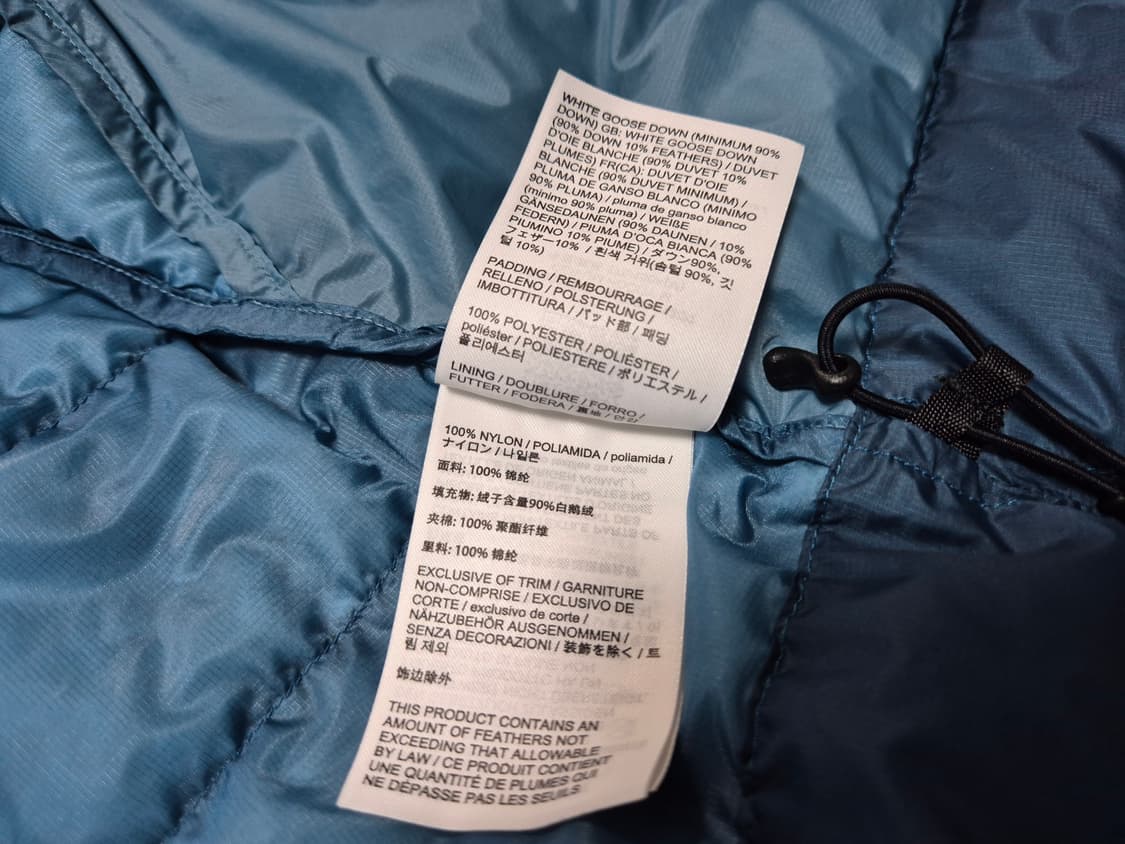 WHITE GOOSE DOWN (MINIMUM 90%
DOWN) GB: WHITE GOOSE DOWN
(90% DOWN 10% FEATHERS) / DUVET
D'OIE BLANCHE (90% DUVET 10%
PLUMES) FR(CA): DUVET D'OIE
BLANCHE (90% DUVET MINIMUM) /
PLUMA DE GANSO BLANCO (MINIMO
90% PLUMA) / pluma de ganso blanco
(mínimo 90% pluma) / WEIßE
GÄNSEDAUNEN (90% DAUNEN / 10%
FEDERN) / PIUMA D'OCA BIANCA (90%
PIUMINO 10% PIUME) / ダウン90%,
フェザー10% / 흰색 거위(솜털 90%, 깃
털 10%)
PADDING / REMBOURRAGE /
RELLENO / POLSTERUNG /
IMBOTTITURA / パッド部 / 패딩
100% POLYESTER / POLIÉSTER /
poliéster / POLIESTERE / ポリエステル /
폴리에스터
LINING / DOUBLURE / FORRO /
FUTTER / FODERA / 裏地 / 안감
100% NYLON / POLIAMIDA / poliamida /
ナイロン / 나일론
面料: 100% 锦纶
填充物: 绒子含量90%白鹅绒
夹棉: 100% 聚酯纤维
里料: 100% 锦纶
EXCLUSIVE OF TRIM / GARNITURE
NON-COMPRISE / EXCLUSIVO DE
CORTE / exclusivo de corte /
NÄHZUBEHÖR AUSGENOMMEN /
SENZA DECORAZIONI / 装飾を除く / 트
림 제외
饰边除外
THIS PRODUCT CONTAINS AN
AMOUNT OF FEATHERS NOT
EXCEEDING THAT ALLOWABLE
BY LAW / CE PRODUIT CONTIENT
UNE QUANTITÉ DE PLUMES QUI
NE DÉPASSE PAS LES SEUILS